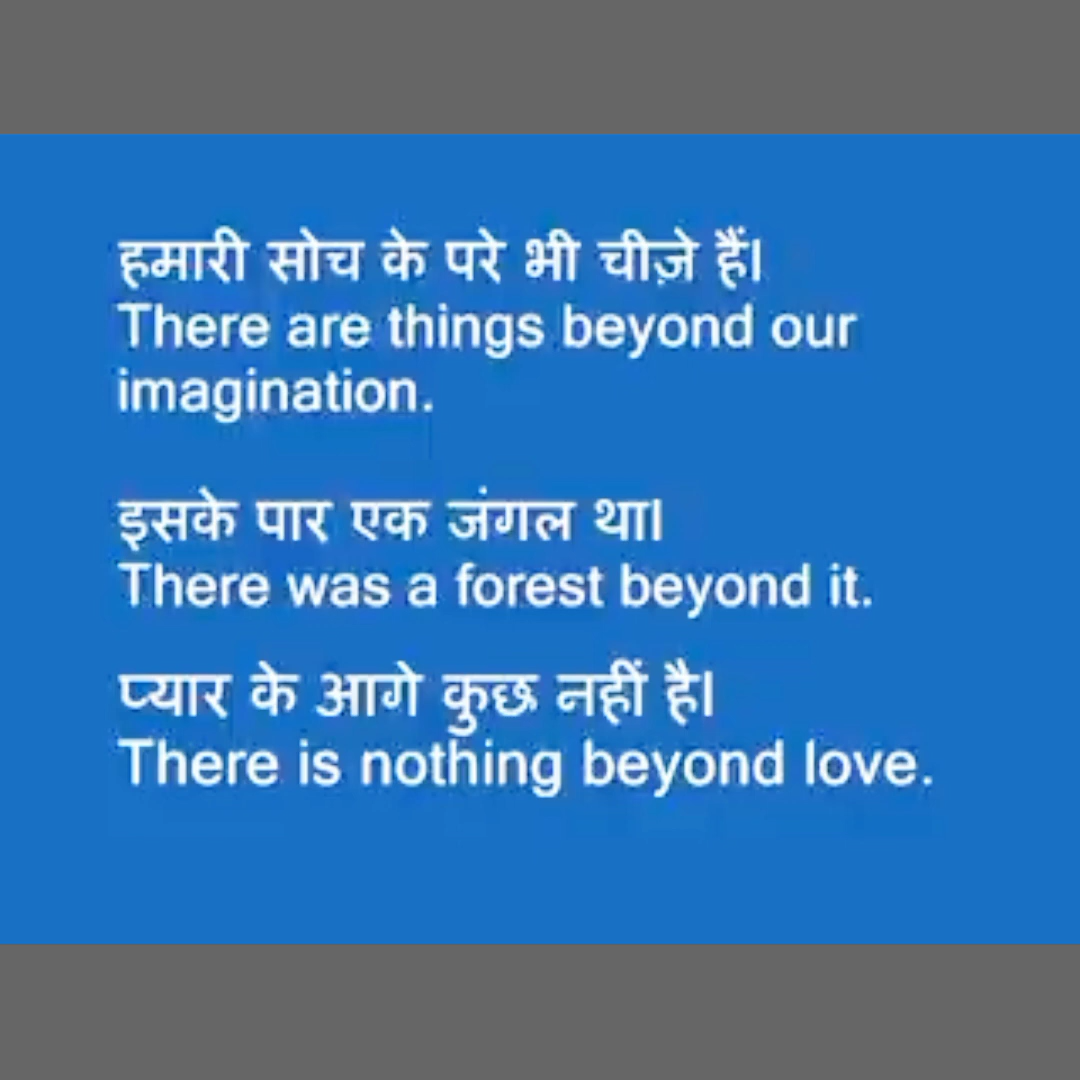 हमारी सोच के परे भी चीज़े हैं।
There are things beyond our
imagination.
इसके पार एक जंगल था।
There was a forest beyond it.
प्यार के आगे कुछ नहीं है।
There is nothing beyond love.